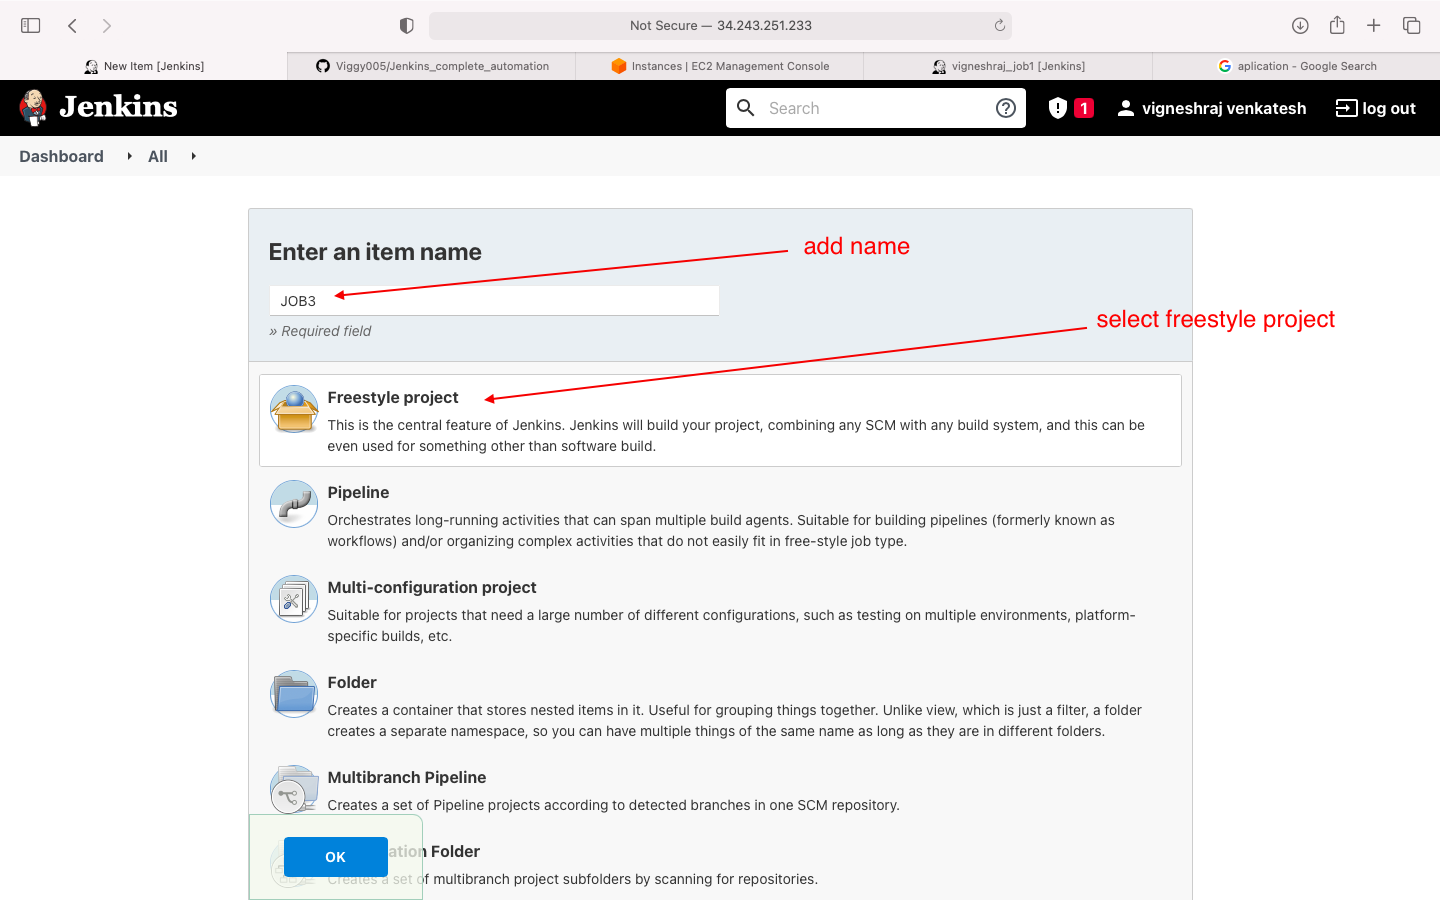 Not Secure — 34.243.251.233
New Item [Jenkins]
Viggy005/Jenkins_complete_automation
Instances | EC2 Management Console
vigneshraj_job1 [Jenkins]
aplication - Google Search
Jenkins
Search
1
vigneshraj venkatesh
log out
Dashboard
All
Enter an item name
add name
JOB3
» Required field
select freestyle project
Freestyle project
This is the central feature of Jenkins. Jenkins will build your project, combining any SCM with any build system, and this can be
even used for something other than software build.
Pipeline
Orchestrates long-running activities that can span multiple build agents. Suitable for building pipelines (formerly known as
workflows) and/or organizing complex activities that do not easily fit in free-style job type.
Multi-configuration project
Suitable for projects that need a large number of different configurations, such as testing on multiple environments, platform-
specific builds, etc.
Folder
Creates a container that stores nested items in it. Useful for grouping things together. Unlike view, which is just a filter, a folder
creates a separate namespace, so you can have multiple things of the same name as long as they are in different folders.
Multibranch Pipeline
Creates a set of Pipeline projects according to detected branches in one SCM repository.
Folder
OK
Creates a set of multibranch project subfolders by scanning for repositories.